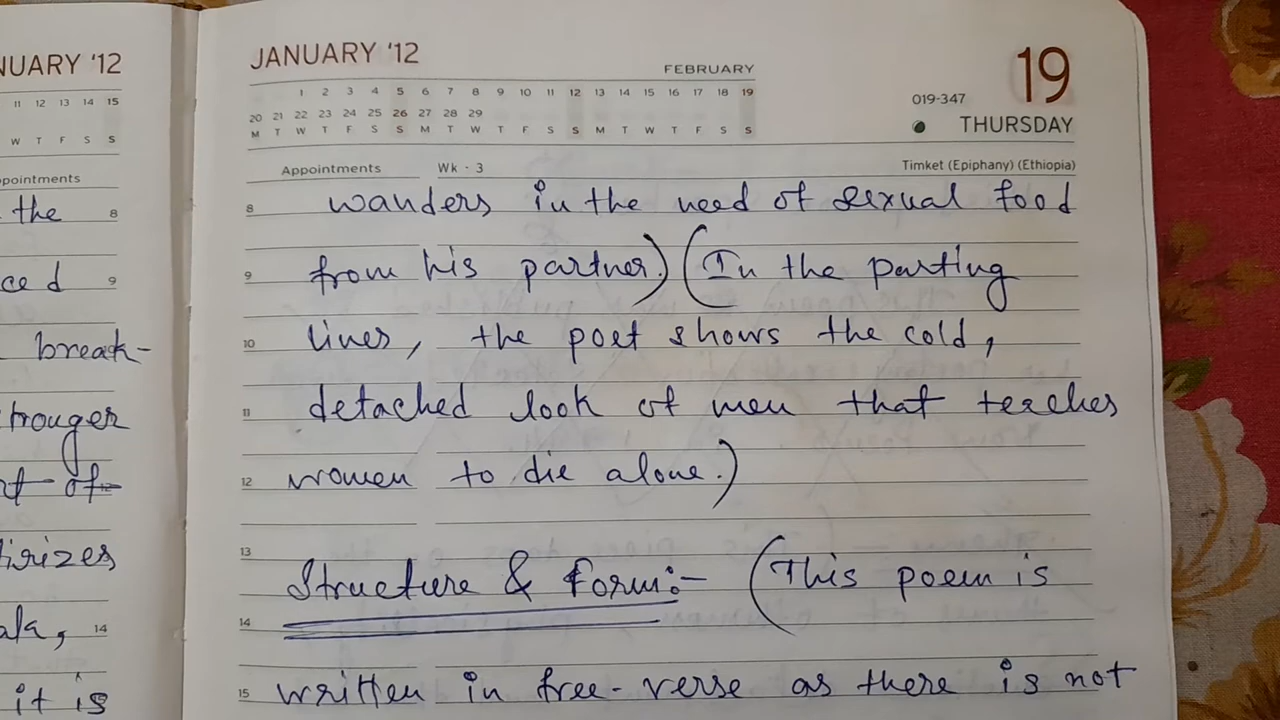 NUARY '12
11 12 13 14 15
W T F S S
pointments
the 8
ced 9
break-
trouger
of
tirizes
ala, 14
it is
JANUARY '12
FEBRUARY
1 2 3 4 5 6 7 8 9 10 11 12 13 14 15 16 17 18 19
20 21 22 23 24 25 26 27 28 29
M T W T F S S M T W T F S S M T W T F S S
019-347
19
THURSDAY
Appointments Wk - 3 Timket (Epiphany) (Ethiopia)
8 wanders in the need of sexual food
9 from his partner.) (In the parting
10 lines, the poet shows the cold,
11 detached look of men that teaches
12 women to die alone.)
13 Structure & Form:- (This poem is
14
15 written in free-verse as there is not